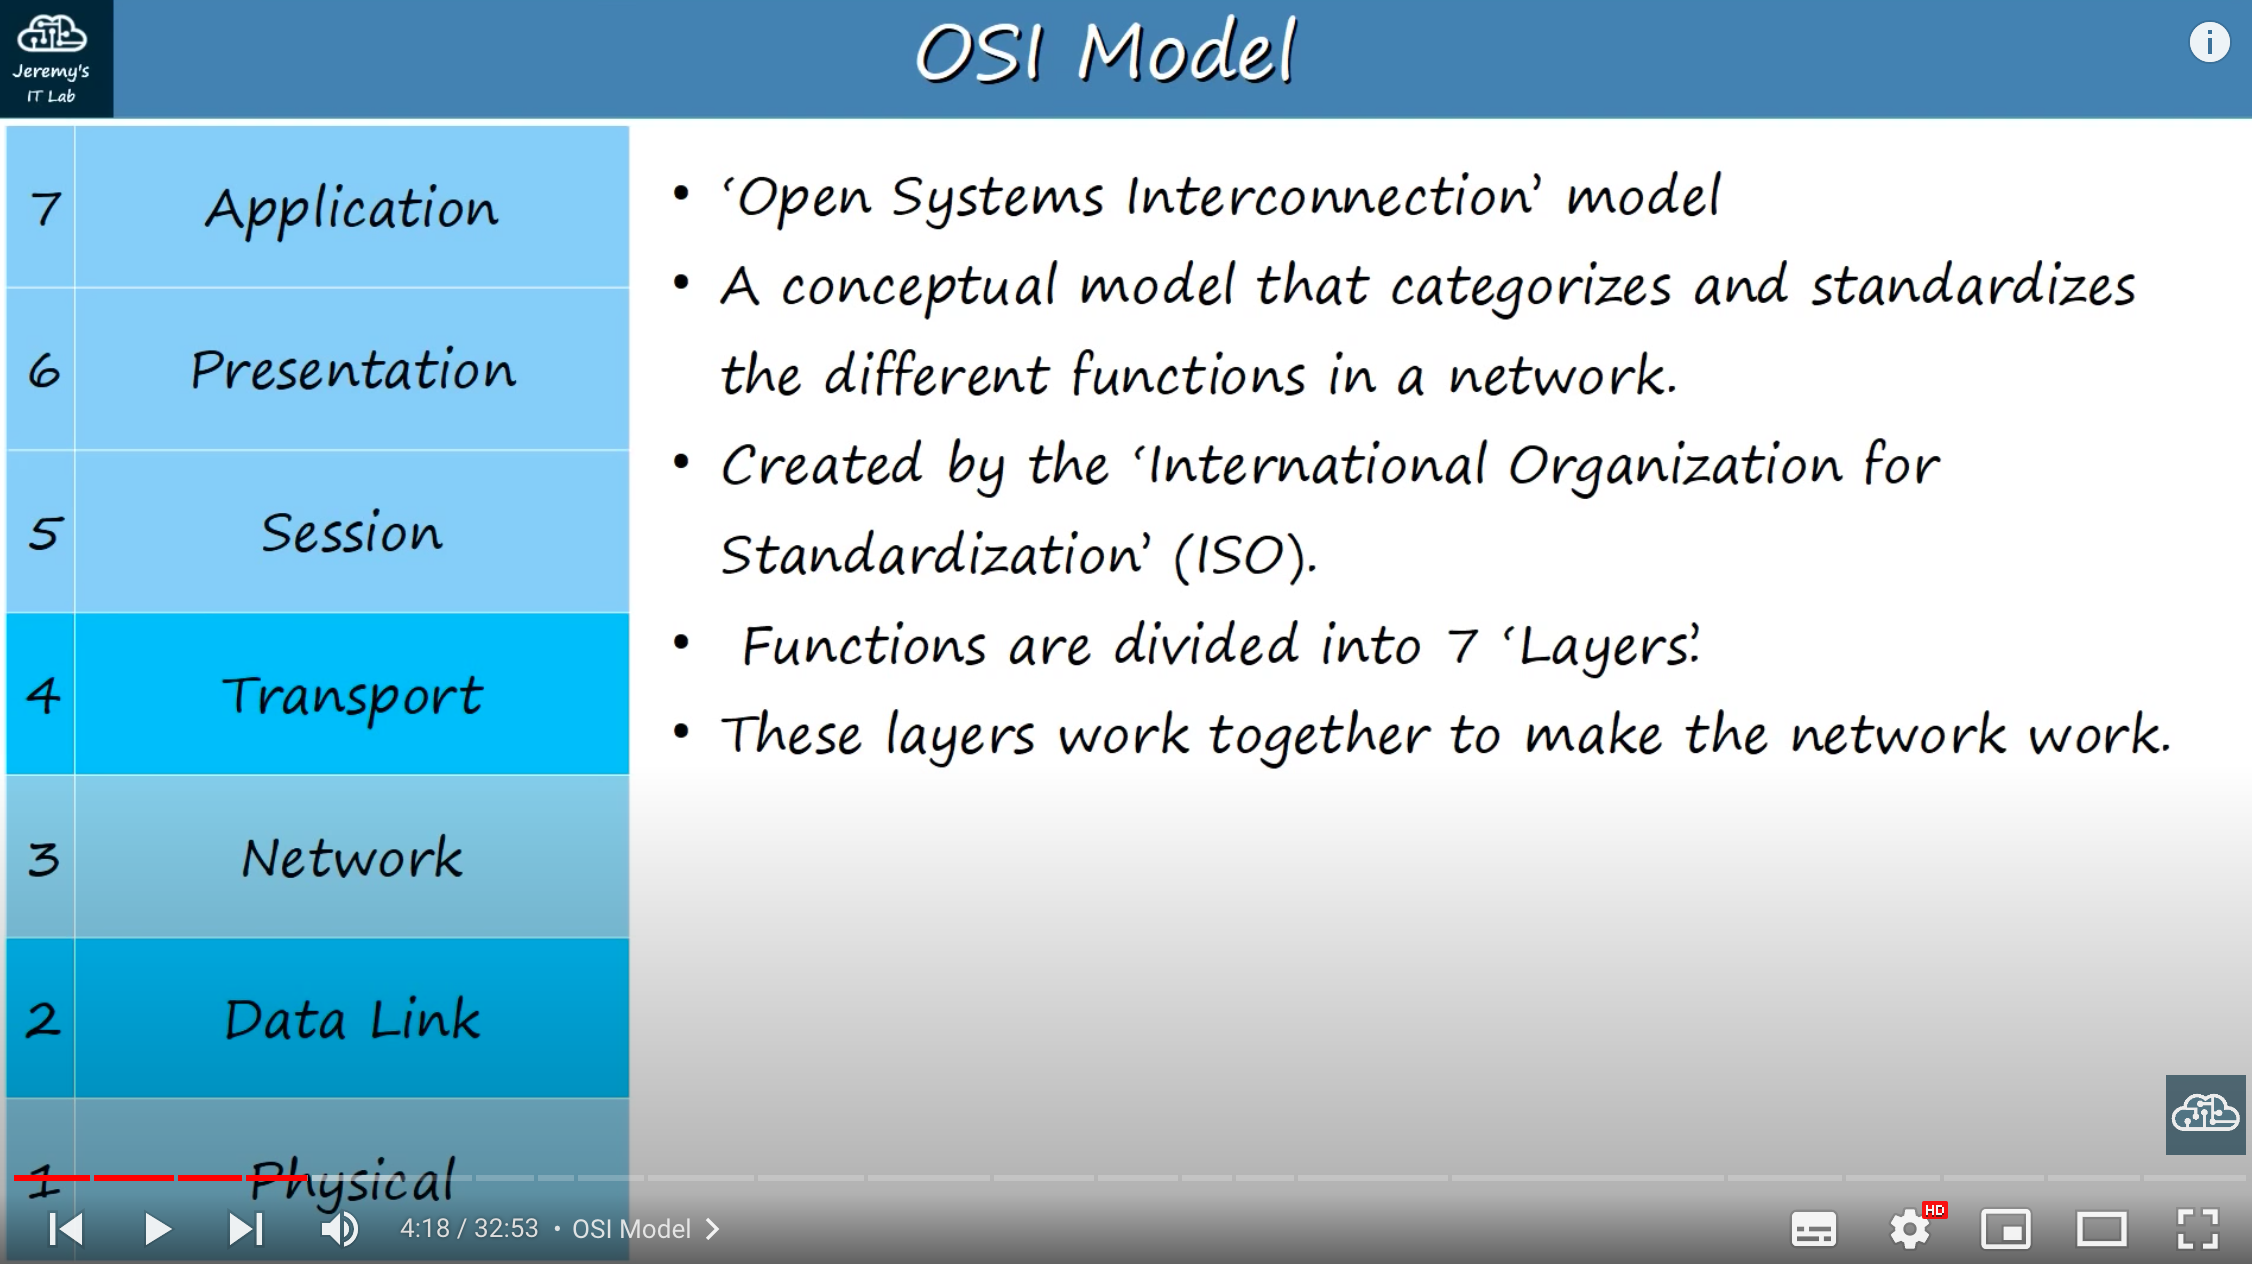 Jeremy's
IT Lab
OSI Model
7 Application
6 Presentation
5 Session
4 Transport
3 Network
2 Data Link
1 Physical
• ‘Open Systems Interconnection’ model
• A conceptual model that categorizes and standardizes
the different functions in a network.
• Created by the ‘International Organization for
Standardization’ (ISO).
• Functions are divided into 7 ‘Layers’.
• These layers work together to make the network work.
4:18 / 32:53 • OSI Model
HD